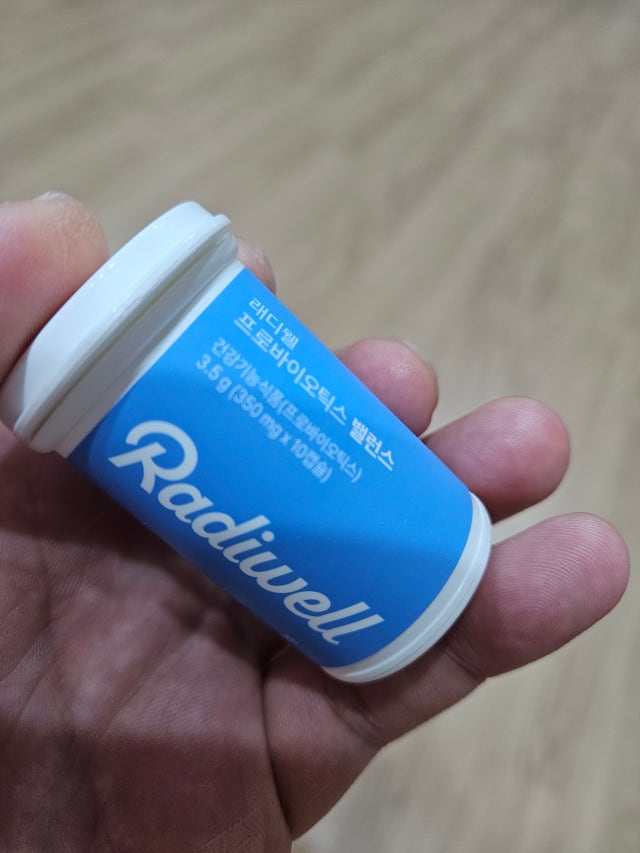 래디웰
프로바이오틱스 밸런스
건강기능식품(프로바이오틱스)
3.5 g (350 mg x 10캡슐)
Radiwell